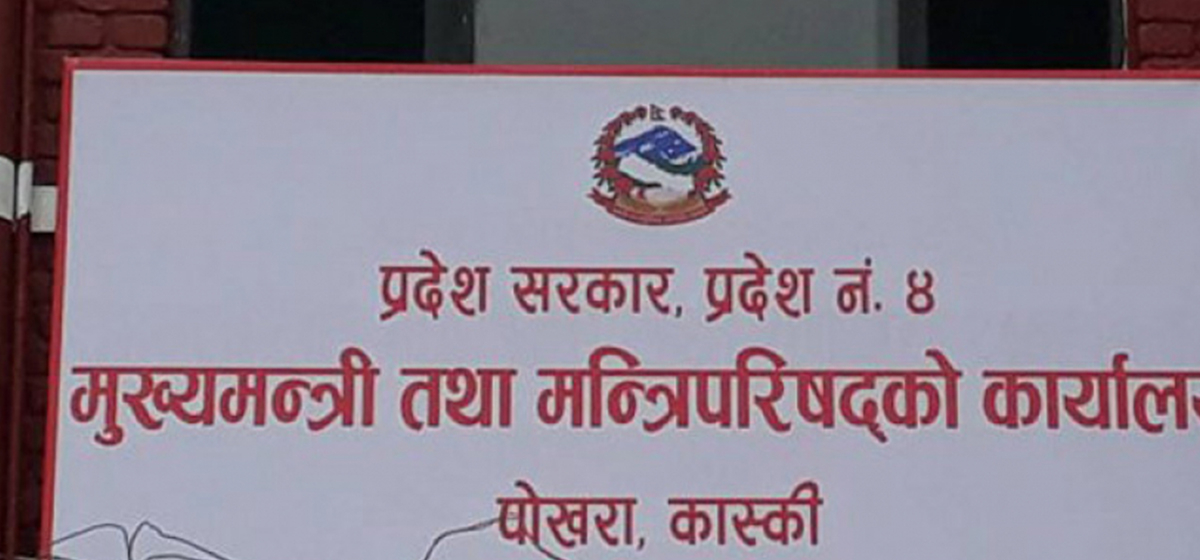 प्रदेश सरकार, प्रदेश नं. ४
मुख्यमन्त्री तथा मन्त्रिपरिषद्को
पोखरा, कास्की